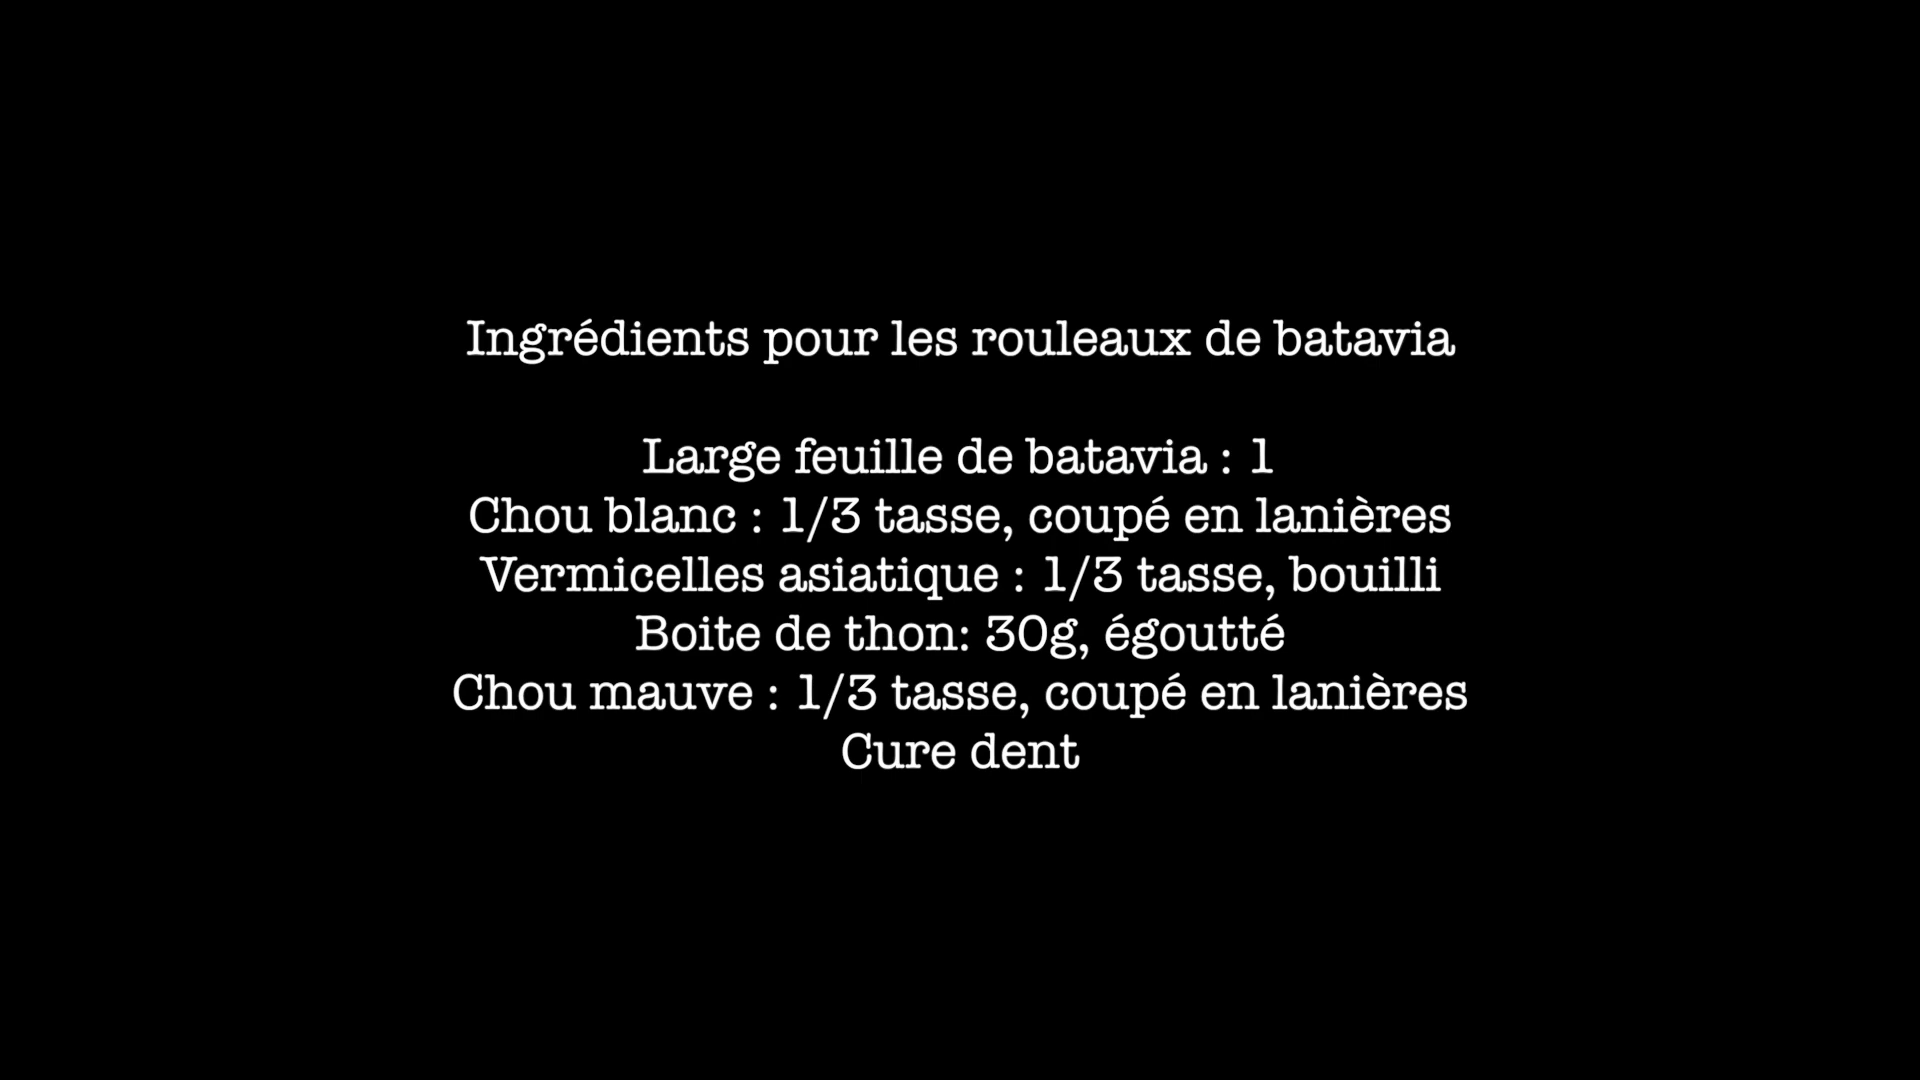 Ingrédients pour les rouleaux de batavia
Large feuille de batavia : 1
Chou blanc : 1/3 tasse, coupé en lanières
Vermicelles asiatique : 1/3 tasse, bouilli
Boite de thon: 30g, égoutté
Chou mauve : 1/3 tasse, coupé en lanières
Cure dent